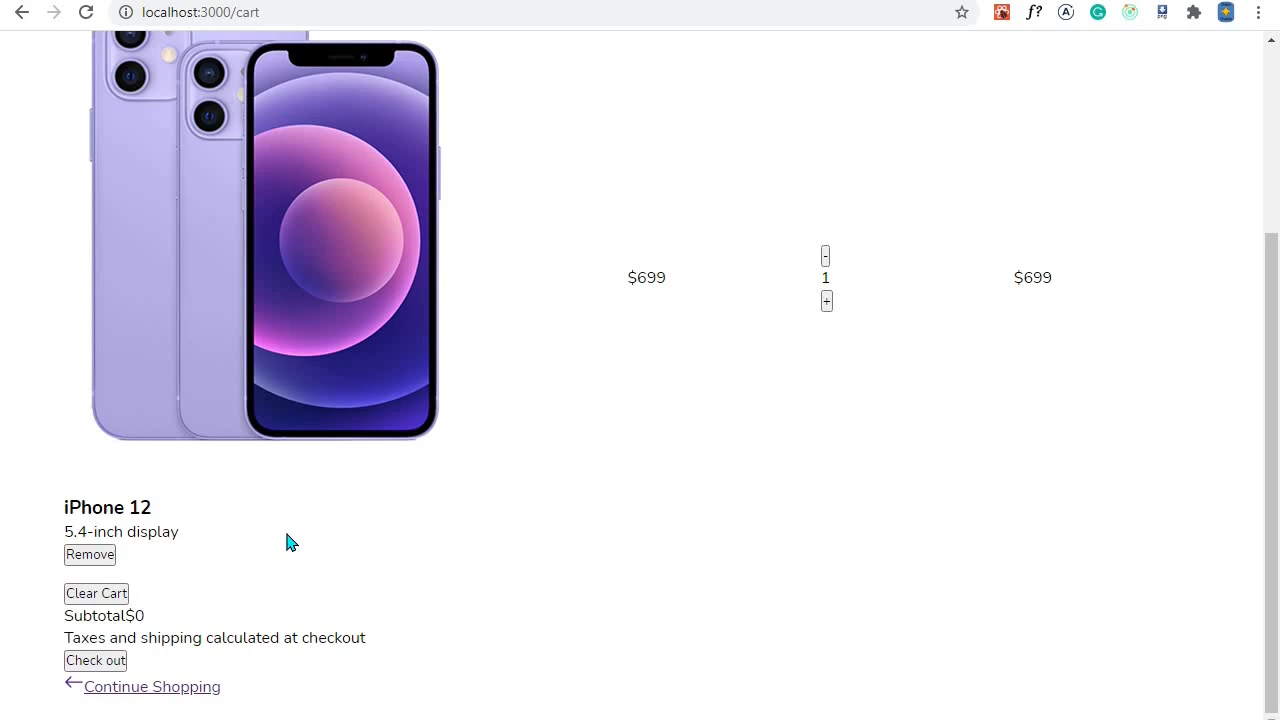 localhost:3000/cart
f?
-
$699
1
$699
+
iPhone 12
5.4-inch display
Remove
Clear Cart
Subtotal$0
Taxes and shipping calculated at checkout
Check out
Continue Shopping